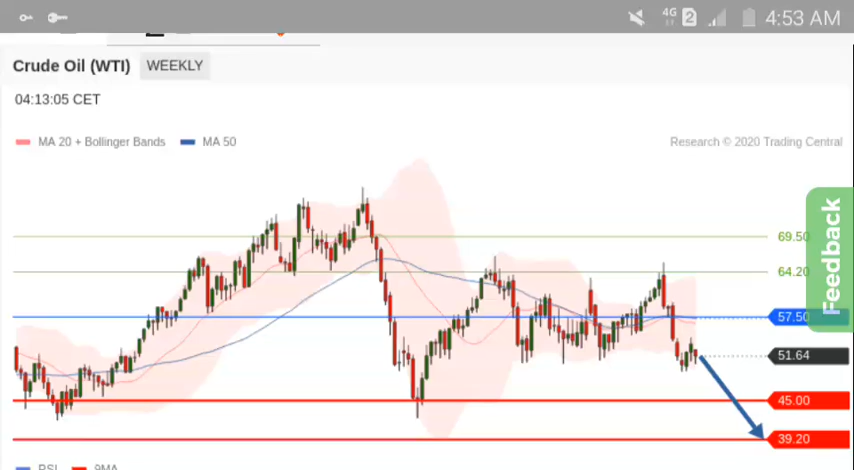 4G 2 4:53 AM
Crude Oil (WTI) WEEKLY
04:13:05 CET
MA 20 + Bollinger Bands MA 50 Research © 2020 Trading Central
69.50
64.20
57.50
51.64
45.00
39.20
Feedback
RSI 9MA